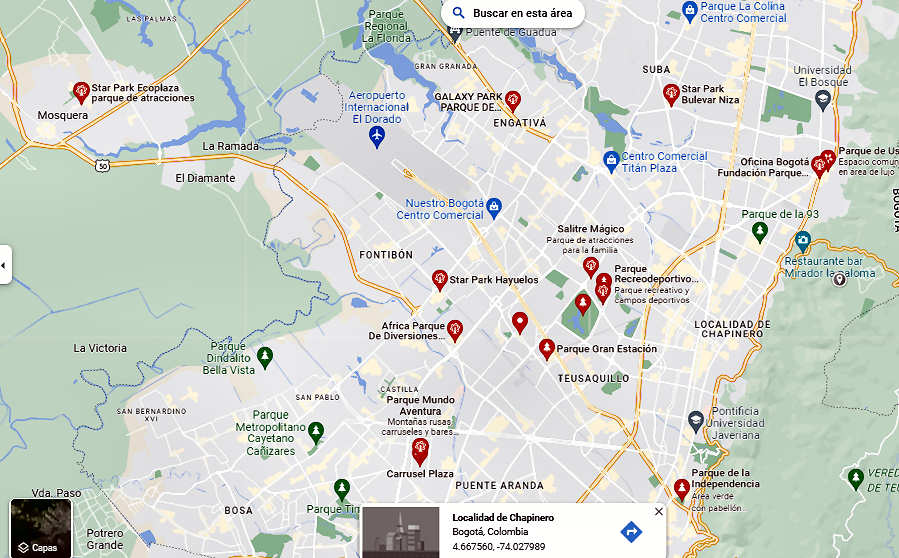 LAS PALMAS
Parque
Regional
La Florida
Buscar en esta área
Puente de Guadua
Parque La Colina
Centro Comercial
GRAN GRANADA
SUBA
Universidad
El Bosque
Star Park Ecoplaza
parque de atracciones
Mosquera
Aeropuerto
Internacional
El Dorado
GALAXY PARK
PARQUE DE...
ENGATIVÁ
Star Park
Bulevar Niza
La Ramada
50
El Diamante
Centro Comercial
Titán Plaza
Oficina Bogotá
Fundación Parque...
Parque de Us
Espacio comun
en área de lujo
Nuestro Bogotá
Centro Comercial
Parque de la 93
Salitre Mágico
Parque de atracciones
para la familia
FONTIBÓN
Star Park Hayuelos
Parque
Recreodeportivo...
Parque recreativo y
campos deportivos
Restaurante bar
Mirador la paloma
Africa Parque
De Diversiones...
LOCALIDAD DE
CHAPINERO
La Victoria
Parque
Dindalito
Bella Vista
Parque Gran Estación
TEUSAQUILLO
CASTILLA
SAN PABLO
Parque Mundo
Aventura
Montañas rusas
carruseles y bares...
SAN BERNARDINO
XVI
Parque
Metropolitano
Cayetano
Cañizares
Pontificia
Universidad
Javeriana
Carrusel Plaza
PUENTE ARANDA
Parque de la
Independencia
Área verde
con pabellón...
VERED
DE TEU
Vda. Paso
BOSA
Parque Tim
Potrero
Grande
Capas
Localidad de Chapinero
Bogotá, Colombia
4.667560, -74.027989